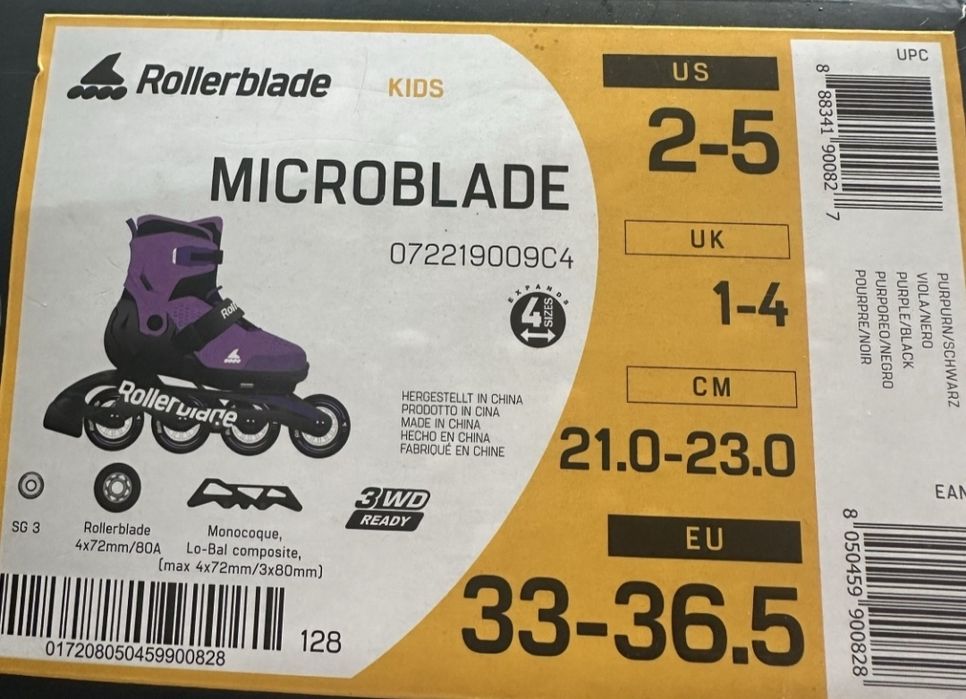 Rollerblade
KIDS
MICROBLADE
072219009C4
EXPANDS
4 SIZES
Rollerblade
HERGESTELLT IN CHINA
PRODOTTO IN CINA
MADE IN CHINA
HECHO EN CHINA
FABRIQUÉ EN CHINE
SG 3
Rollerblade
4x72mm/80A
Monocoque,
Lo-Bal composite,
(max 4x72mm/3x80mm)
3WD
READY
017208050459900828
128
US
2-5
UK
1-4
CM
21.0-23.0
EU
33-36.5
UPC
8 88341 90082 7
PURPURN/SCHWARZ
VIOLA/NERO
PURPLE/BLACK
PURPOREO/NEGRO
POURPRE/NOIR
EAN
8 050459 900828